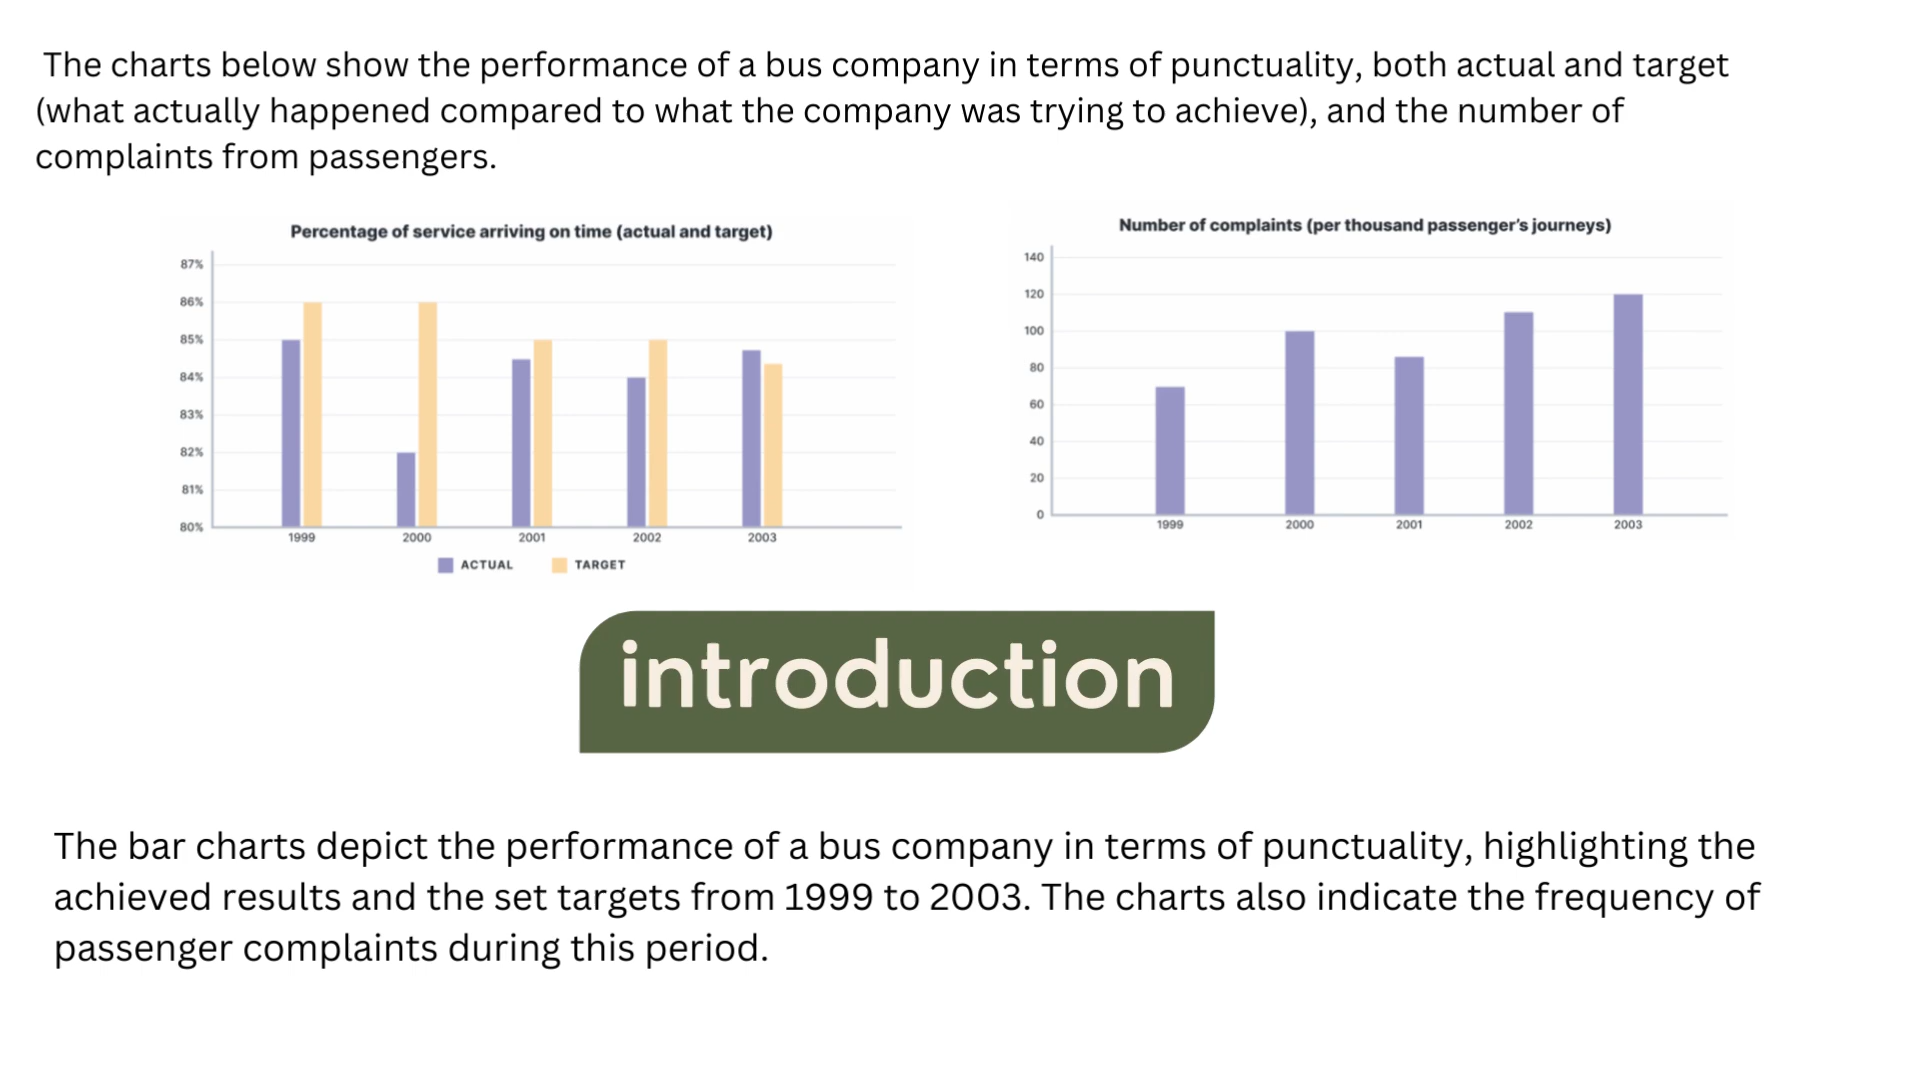 The charts below show the performance of a bus company in terms of punctuality, both actual and target
(what actually happened compared to what the company was trying to achieve), and the number of
complaints from passengers.
Percentage of service arriving on time (actual and target)
87%
86%
85%
84%
83%
82%
81%
80%
1999 2000 2001 2002 2003
ACTUAL TARGET
Number of complaints (per thousand passenger's journeys)
140
120
100
80
60
40
20
0
1999 2000 2001 2002 2003
introduction
The bar charts depict the performance of a bus company in terms of punctuality, highlighting the
achieved results and the set targets from 1999 to 2003. The charts also indicate the frequency of
passenger complaints during this period.